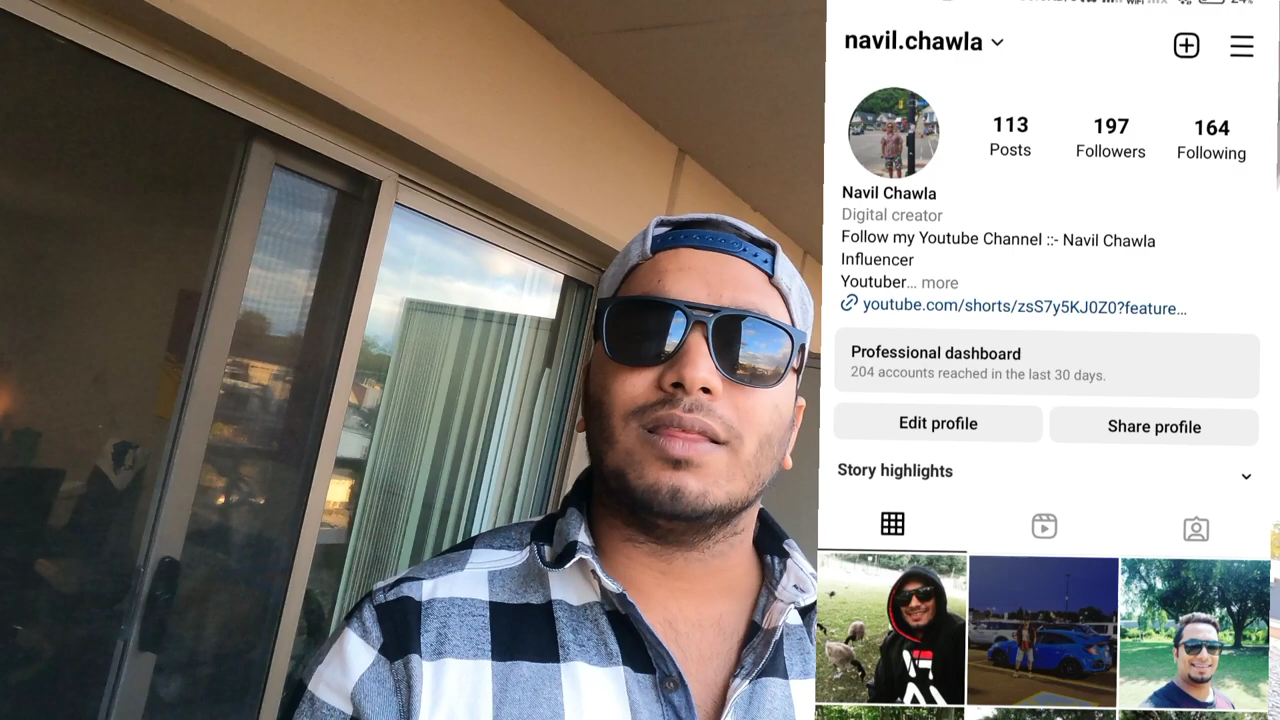 navil.chawla
113
197
164
Posts
Followers
Following
Navil Chawla
Digital creator
Follow my Youtube Channel ::- Navil Chawla
Influencer
Youtuber... more
youtube.com/shorts/zsS7y5KJ0Z0?feature...
Professional dashboard
204 accounts reached in the last 30 days.
Edit profile
Share profile
Story highlights